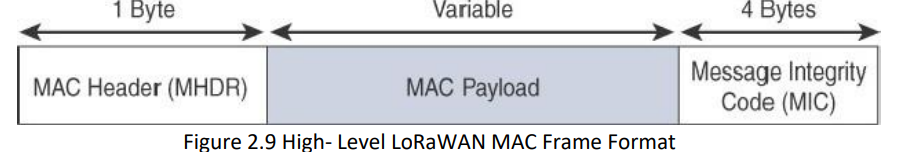 1 Byte Variable 4 Bytes
MAC Header (MHDR) MAC Payload Message Integrity
Code (MIC)
Figure 2.9 High- Level LoRaWAN MAC Frame Format